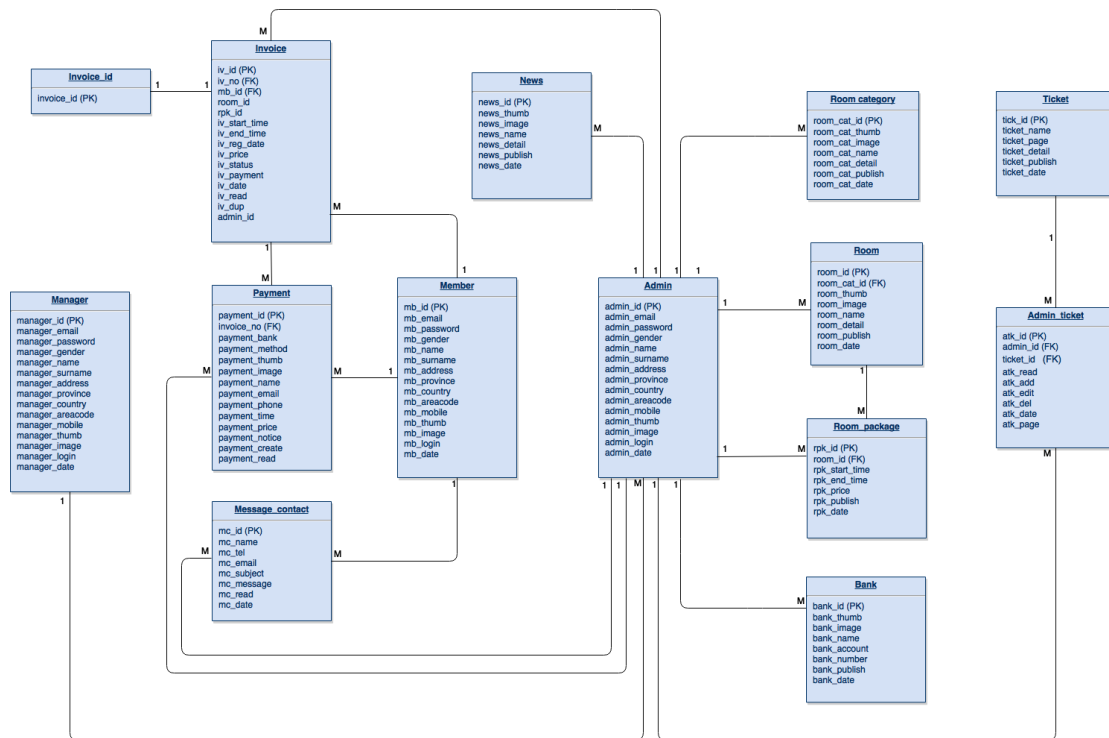 Invoice_id
invoice_id (PK)
1
1
M
Invoice
iv_id (PK)
iv_no (FK)
mb_id (FK)
room_id
rpk_id
iv_start_time
iv_end_time
iv_reg_date
iv_price
iv_status
iv_payment
iv_date
iv_read
iv_dup
admin_id
M
1
M
News
news_id (PK)
news_thumb
news_image
news_name
news_detail
news_publish
news_date
M
Room category
room_cat_id (PK)
room_cat_thumb
room_cat_image
room_cat_name
room_cat_detail
room_cat_publish
room_cat_date
M
Ticket
tick_id (PK)
ticket_name
ticket_page
ticket_detail
ticket_publish
ticket_date
1
M
Manager
manager_id (PK)
manager_email
manager_password
manager_gender
manager_name
manager_surname
manager_address
manager_province
manager_country
manager_areacode
manager_mobile
manager_thumb
manager_image
manager_login
manager_date
1
Payment
payment_id (PK)
invoice_no (FK)
payment_bank
payment_method
payment_thumb
payment_image
payment_name
payment_email
payment_phone
payment_time
payment_price
payment_notice
payment_create
payment_read
M
M
1
1
Member
mb_id (PK)
mb_email
mb_password
mb_gender
mb_name
mb_surname
mb_address
mb_province
mb_country
mb_areacode
mb_mobile
mb_thumb
mb_image
mb_login
mb_date
1
1
1
1
Admin
admin_id (PK)
admin_email
admin_password
admin_gender
admin_name
admin_surname
admin_address
admin_province
admin_country
admin_areacode
admin_mobile
admin_thumb
admin_image
admin_login
admin_date
1
M
1
M
1
1
M
1
1
Room
room_id (PK)
room_cat_id (FK)
room_thumb
room_image
room_name
room_detail
room_publish
room_date
1
M
Room_package
rpk_id (PK)
room_id (FK)
rpk_start_time
rpk_end_time
rpk_price
rpk_publish
rpk_date
Admin_ticket
atk_id (PK)
admin_id (FK)
ticket_id (FK)
atk_read
atk_add
atk_edit
atk_del
atk_date
atk_page
M
Message_contact
mc_id (PK)
mc_name
mc_tel
mc_email
mc_subject
mc_message
mc_read
mc_date
M
M
M
Bank
bank_id (PK)
bank_thumb
bank_image
bank_name
bank_account
bank_number
bank_publish
bank_date